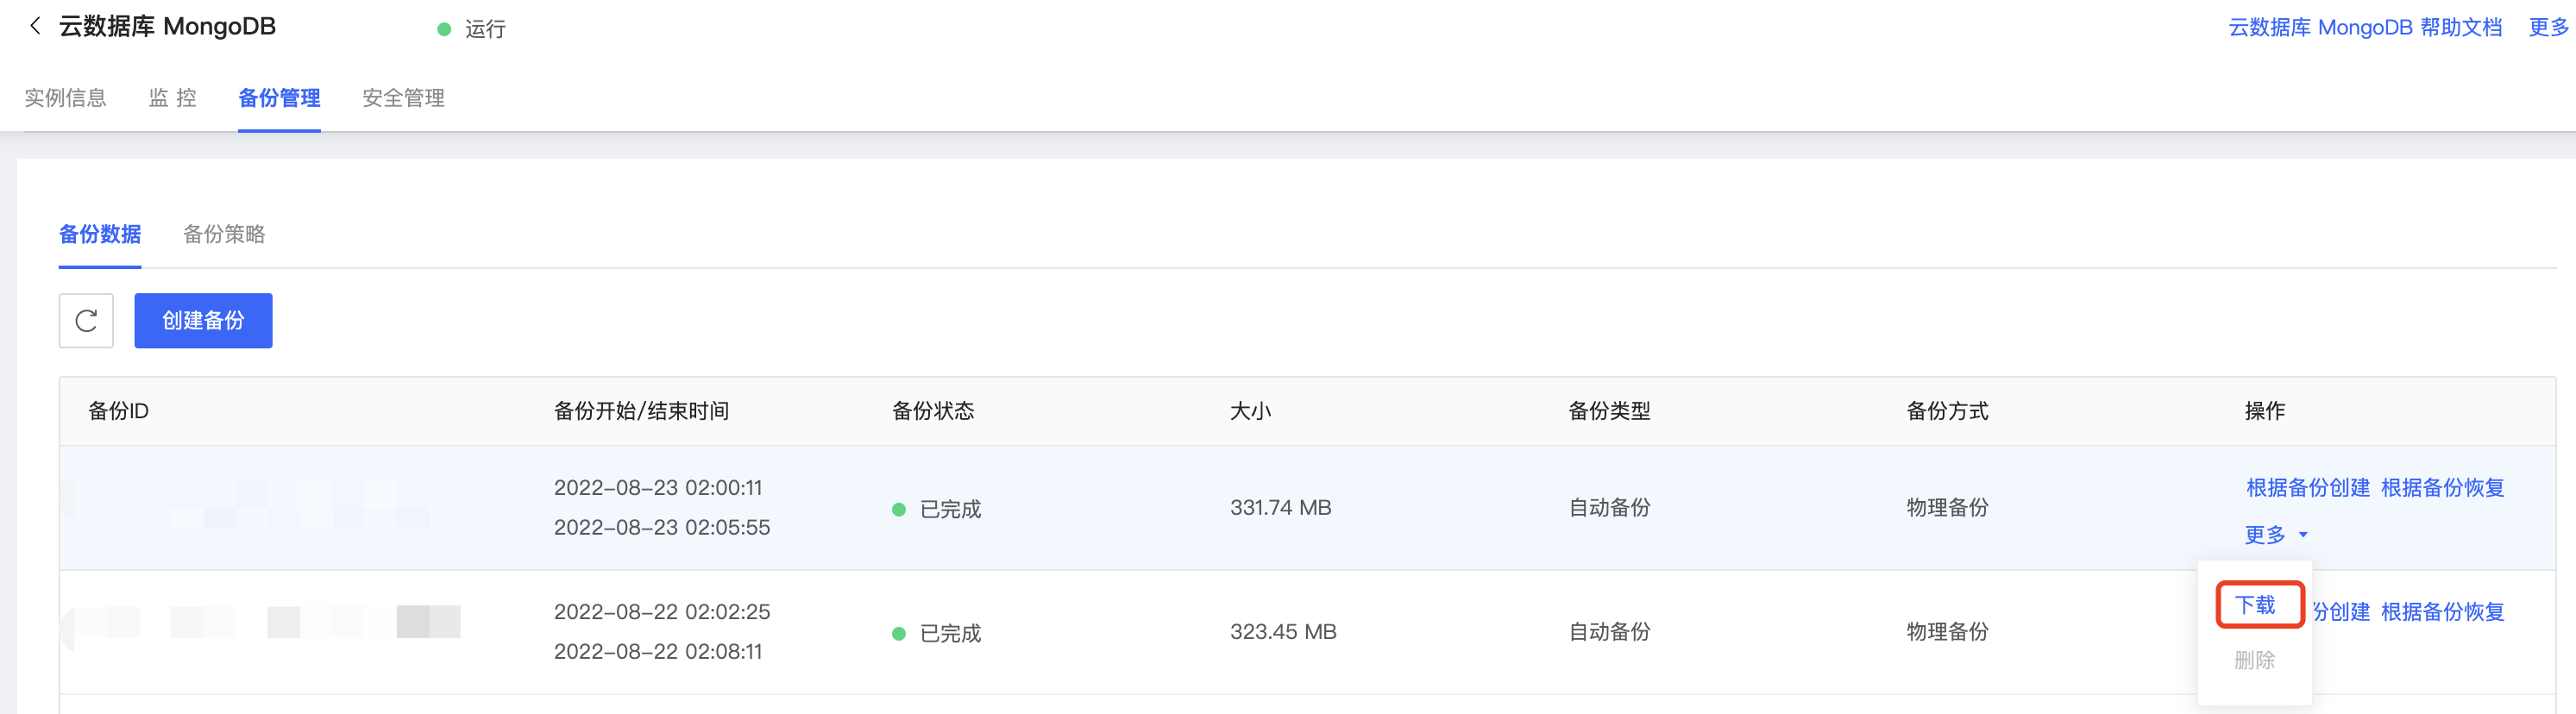 云数据库 MongoDB
运行
云数据库 MongoDB 帮助文档 更多
实例信息 监 控 备份管理 安全管理
备份数据 备份策略
创建备份
备份ID 备份开始/结束时间 备份状态 大小 备份类型 备份方式 操作
2022-08-23 02:00:11
2022-08-23 02:05:55
已完成 331.74 MB 自动备份 物理备份
根据备份创建 根据备份恢复
更多
下载
删除
2022-08-22 02:02:25
2022-08-22 02:08:11
已完成 323.45 MB 自动备份 物理备份
份创建 根据备份恢复